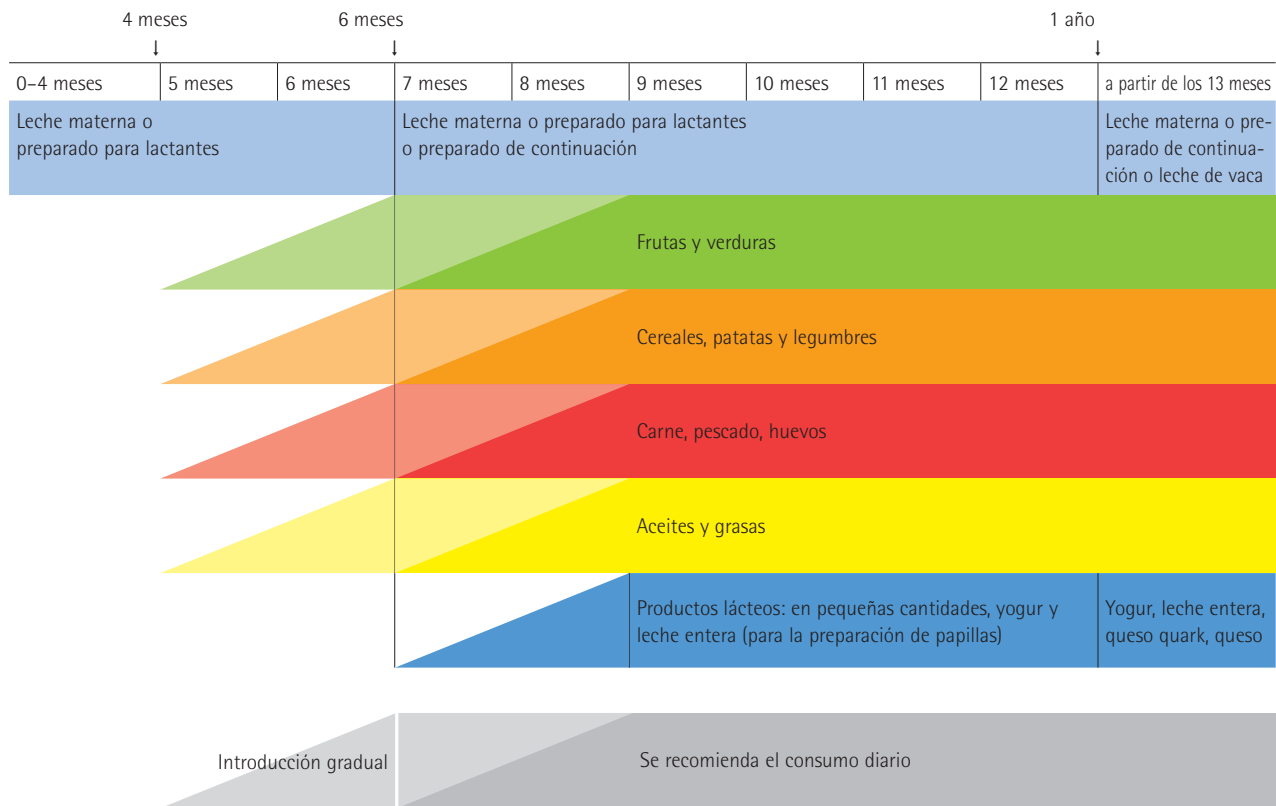 4 meses
6 meses
1 año
0–4 meses
5 meses
6 meses
7 meses
8 meses
9 meses
10 meses
11 meses
12 meses
a partir de los 13 meses
Leche materna o
preparado para lactantes
Leche materna o preparado para lactantes
o preparado de continuación
Leche materna o pre-
parado de continua-
ción o leche de vaca
Frutas y verduras
Cereales, patatas y legumbres
Carne, pescado, huevos
Aceites y grasas
Productos lácteos: en pequeñas cantidades, yogur y
leche entera (para la preparación de papillas)
Yogur, leche entera,
queso quark, queso
Introducción gradual
Se recomienda el consumo diario